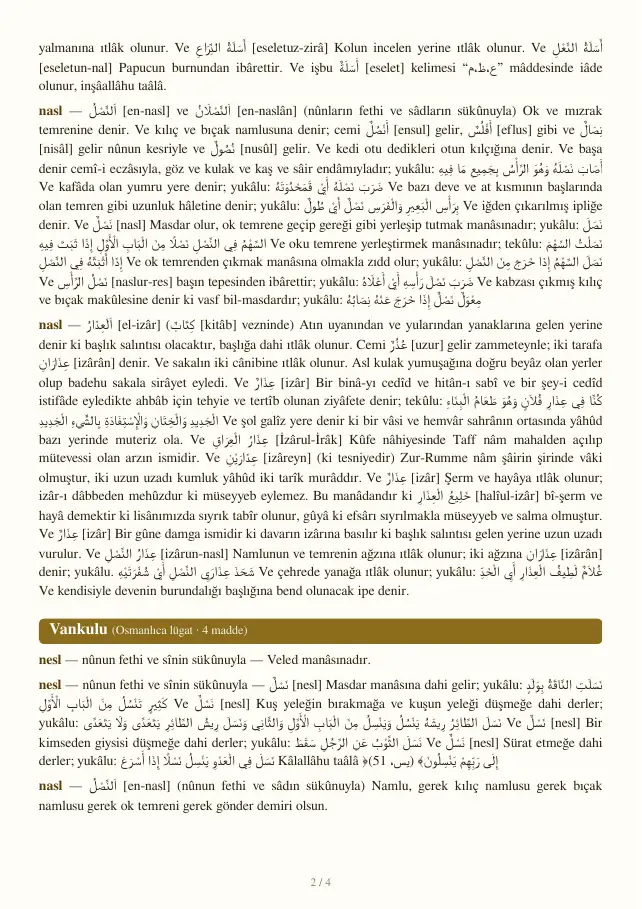 yalmanına ıtlâk olunur. Ve أَسَلَةُ الذِّرَاعِ [eseletuz-zirâ] Kolun incelen yerine ıtlâk olunur. Ve أَسَلَةُ النَّعْلِ
[eseletun-nal] Papucun burnundan ibârettir. Ve işbu أَسَلَةٌ [eselet] kelimesi “ع.ظ.م” mâddesinde iâde
olunur, inşâallâhu taâlâ.
nasl — اَلنَّصْلُ [en-nasl] ve اَلنَّصْلَانُ [en-naslân] (nûnların fethi ve sâdların sükûnuyla) Ok ve mızrak
temrenine denir. Ve kılıç ve bıçak namlusuna denir; cemi أَنْصُلٌ [ensul] gelir, أَفْلُسٌ [eflus] gibi ve نِصَالٌ
[nisâl] gelir nûnun kesriyle ve نُصُولٌ [nusûl] gelir. Ve kedi otu dedikleri otun kılçığına denir. Ve başa
denir cemî-i eczâsıyla, göz ve kulak ve kaş ve sâir endâmıyladır; yukâlu: أَصَابَ نَصْلَهُ وَهُوَ الرَّأْسُ بِجَمِيعِ مَا فِيهِ
Ve kafâda olan yumru yere denir; yukâlu: ضَرَبَ نَصْلَهُ أَيْ قَمَحْدُوَتَهُ Ve bazı deve ve at kısmının başlarında
olan temren gibi uzunluk hâletine denir; yukâlu: بِرَأْسِ الْبَعِيرِ وَالْفَرَسِ نَصْلٌ أَيْ طُولٌ Ve iğden çıkarılmış ipliğe
denir. Ve نَصْلٌ [nasl] Masdar olur, ok temrene geçip gereği gibi yerleşip tutmak manâsınadır; yukâlu: نَصَلَ
السَّهْمُ فِي النَّصْلِ نَصْلًا مِنَ الْبَابِ الْأَوَّلِ إِذَا ثَبَتَ فِيهِ Ve oku temrene yerleştirmek manâsınadır; tekûlu: نَصَلْتُ السَّهْمَ
إِذَا أَثْبَتَّهُ فِي النَّصْلِ Ve ok temrenden çıkmak manâsına olmakla zıdd olur; yukâlu: نَصَلَ السَّهْمُ إِذَا خَرَجَ مِنَ النَّصْلِ
Ve نَصْلُ الرَّأْسِ [naslur-res] başın tepesinden ibârettir; yukâlu: ضَرَبَ نَصْلَ رَأْسِهِ أَيْ أَعْلَاهُ Ve kabzası çıkmış kılıç
ve bıçak makûlesine denir ki vasf bil-masdardır; yukâlu: مِعْوَلٌ نَصْلٌ إِذَا خَرَجَ عَنْهُ نِصَابُهُ
nasl — اَلْعِذَارُ [el-izâr] (كِتَابٌ [kitâb] vezninde) Atın uyanından ve yularından yanaklarına gelen yerine
denir ki başlık salıntısı olacaktır, başlığa dahi ıtlâk olunur. Cemi عُذُرٌ [uzur] gelir zammeteynle; iki tarafa
عِذَارَانِ [izârân] denir. Ve sakalın iki cânibine ıtlâk olunur. Asl kulak yumuşağına doğru beyâz olan yerler
olup badehu sakala sirâyet eyledi. Ve عِذَارٌ [izâr] Bir binâ-yı cedîd ve hitân-ı sabî ve bir şey-i cedîd
istifâde eyledikte ahbâb için tehyie ve tertîb olunan ziyâfete denir; tekûlu: كُنَّا فِي عِذَارِ فُلَانٍ وَهُوَ طَعَامُ الْبِنَاءِ
الْجَدِيدِ وَالْخِتَانِ وَالْإِسْتِفَادَةِ بِالشَّيْءِ الْجَدِيدِ Ve şol galîz yere denir ki bir vâsi ve hemvâr sahrânın ortasında yâhûd
bazı yerinde muteriz ola. Ve عِذَارُ الْعِرَاقِ [İzârul-İrâk] Kûfe nâhiyesinde Taff nâm mahalden açılıp
mütevessi olan arzın ismidir. Ve عِذَارَيْنِ [izâreyn] (ki tesniyedir) Zur-Rumme nâm şâirin şirinde vâki
olmuştur, iki uzun uzadı kumluk yâhûd iki tarîk murâddır. Ve عِذَارٌ [izâr] Şerm ve hayâya ıtlâk olunur;
izâr-ı dâbbeden mehûzdur ki müseyyeb eylemez. Bu manâdandır ki خَلِيعُ الْعِذَارِ [halîul-izâr] bî-şerm ve
hayâ demektir ki lisânımızda sıyrık tabîr olunur, gûyâ ki efsârı sıyrılmakla müseyyeb ve salma olmuştur.
Ve عِذَارٌ [izâr] Bir gûne damga ismidir ki davarın izârına basılır ki başlık salıntısı gelen yerine uzun uzadı
vurulur. Ve عِذَارُ النَّصْلِ [izârun-nasl] Namlunun ve temrenin ağzına ıtlâk olunur; iki ağzına عِذَارَانِ [izârân]
denir; yukâlu. شَحَذَ عِذَارَيِ النَّصْلِ أَيْ شَفْرَتَيْهِ Ve çehrede yanağa ıtlâk olunur; yukâlu: غُلَامٌ لَطِيفُ الْعِذَارِ أَيِ الْخَدِّ
Ve kendisiyle devenin burundalığı başlığına bend olunacak ipe denir.
Vankulu (Osmanlıca lügat · 4 madde)
nesl — nûnun fethi ve sînin sükûnuyla — Veled manâsınadır.
nesl — nûnun fethi ve sînin sükûnuyla — نَسْلٌ [nesl] Masdar manâsına dahi gelir; yukâlu: نَسَلَتِ النَّاقَةُ بِوَلَدٍ
كَثِيرٍ تَنْسُلُ مِنَ الْبَابِ الْأَوَّلِ Ve نَسْلٌ [nesl] Kuş yeleğin bırakmağa ve kuşun yeleği düşmeğe dahi derler;
yukâlu: نَسَلَ الطَّائِرُ رِيشَهُ يَنْسُلُ وَيَنْسِلُ مِنَ الْبَابِ الْأَوَّلِ وَالثَّانِي وَنَسَلَ رِيشُ الطَّائِرِ يَتَعَدَّى وَلَا يَتَعَدَّى Ve نَسْلٌ [nesl] Bir
kimseden giysisi düşmeğe dahi derler; yukâlu: نَسَلَ الثَّوْبُ عَنِ الرَّجُلِ سَقَطَ Ve نَسْلٌ [nesl] Sürat etmeğe dahi
derler; yukâlu: نَسَلَ فِي الْعَدْوِ يَنْسِلُ نَسْلًا إِذَا أَسْرَعَ Kâlallâhu taâlâ ﴿إِلَى رَبِّهِمْ يَنْسِلُونَ﴾ (يس، 51)
nasl — اَلنَّصْلُ [en-nasl] (nûnun fethi ve sâdın sükûnuyla) Namlu, gerek kılıç namlusu gerek bıçak
namlusu gerek ok temreni gerek gönder demiri olsun.
2 / 4